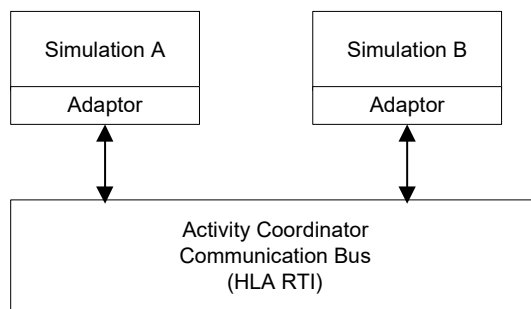 Simulation A
Simulation B
Adaptor
Adaptor
Activity Coordinator
Communication Bus
(HLA RTI)